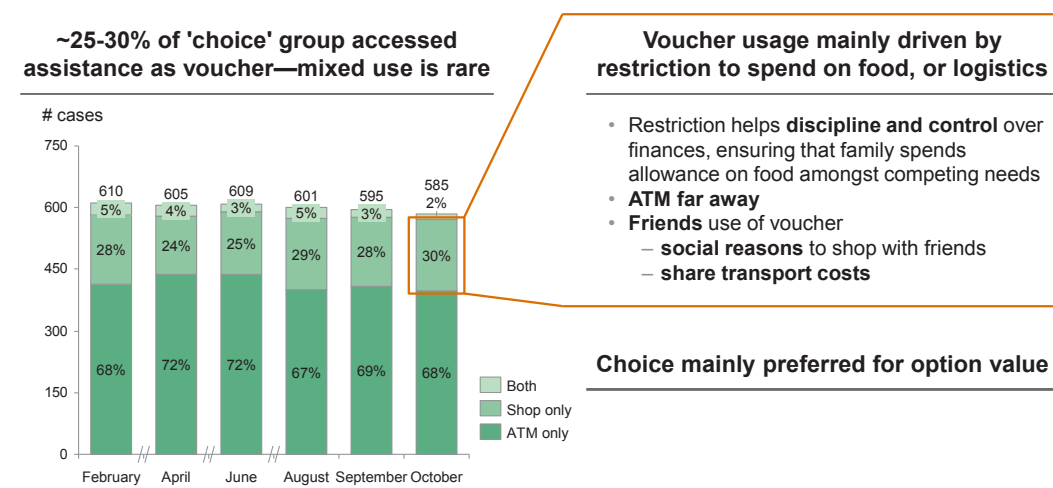 ~25-30% of 'choice' group accessed
assistance as voucher—mixed use is rare
# cases
750
600
450
300
150
0
610
605
609
601
595
585
5%
4%
3%
5%
3%
2%
28%
24%
25%
29%
28%
30%
68%
72%
72%
67%
69%
68%
Both
Shop only
ATM only
February
April
June
August
September
October
Voucher usage mainly driven by
restriction to spend on food, or logistics
• Restriction helps discipline and control over
finances, ensuring that family spends
allowance on food amongst competing needs
• ATM far away
• Friends use of voucher
– social reasons to shop with friends
– share transport costs
Choice mainly preferred for option value